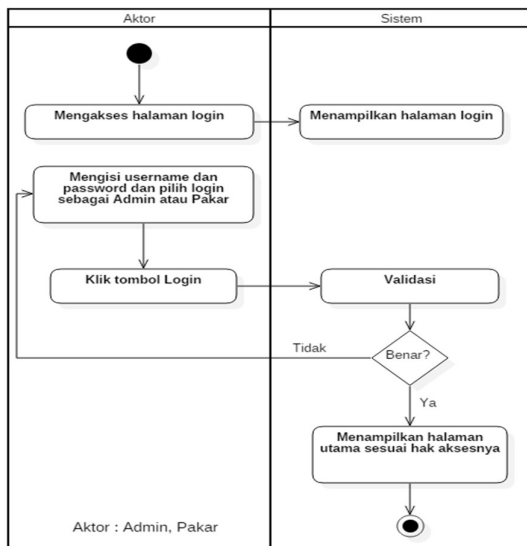 Aktor
Sistem
Mengakses halaman login
Menampilkan halaman login
Mengisi username dan
password dan pilih login
sebagai Admin atau Pakar
Klik tombol Login
Validasi
Tidak
Benar?
Ya
Menampilkan halaman
utama sesuai hak aksesnya
Aktor : Admin, Pakar